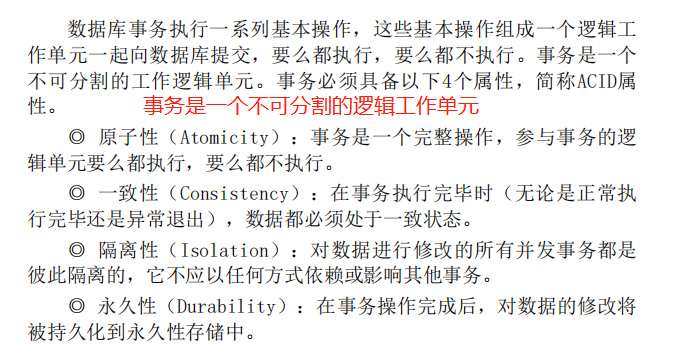 数据库事务执行一系列基本操作，这些基本操作组成一个逻辑工
作单元一起向数据库提交，要么都执行，要么都不执行。事务是一个
不可分割的工作逻辑单元。事务必须具备以下4个属性，简称ACID属
性。 事务是一个不可分割的逻辑工作单元
◎ 原子性（Atomicity）：事务是一个完整操作，参与事务的逻
辑单元要么都执行，要么都不执行。
◎ 一致性（Consistency）：在事务执行完毕时（无论是正常执
行完毕还是异常退出），数据都必须处于一致状态。
◎ 隔离性（Isolation）：对数据进行修改的所有并发事务都是
彼此隔离的，它不应以任何方式依赖或影响其他事务。
◎ 永久性（Durability）：在事务操作完成后，对数据的修改将
被持久化到永久性存储中。